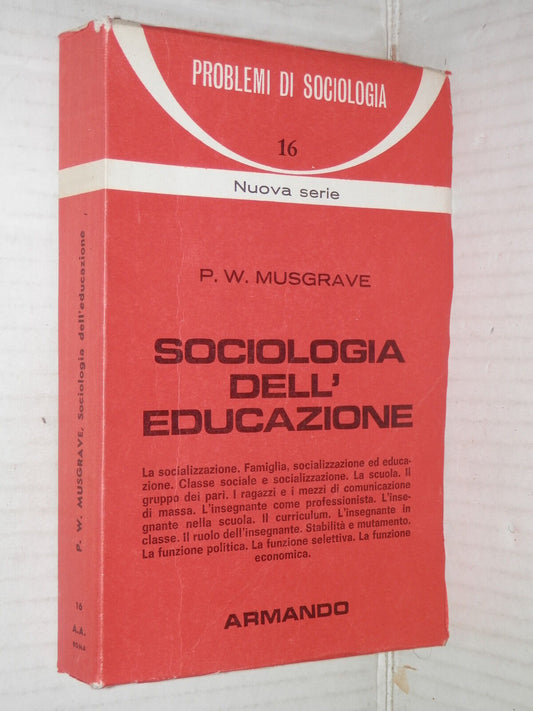 PROBLEMI DI SOCIOLOGIA
16
Nuova serie
P. W. MUSGRAVE
SOCIOLOGIA
DELL'
EDUCAZIONE
La socializzazione. Famiglia, socializzazione ed educa-
zione. Classe sociale e socializzazione. La scuola. Il
gruppo dei pari. I ragazzi e i mezzi di comunicazione
di massa. L'insegnante come professionista. L'inse-
gnante nella scuola. Il curriculum. L'insegnante in
classe. Il ruolo dell'insegnante. Stabilità e mutamento.
La funzione politica. La funzione selettiva. La funzione
economica.
ARMANDO
P. W. MUSGRAVE, Sociologia dell'educazione
16
A.A.
ROMA